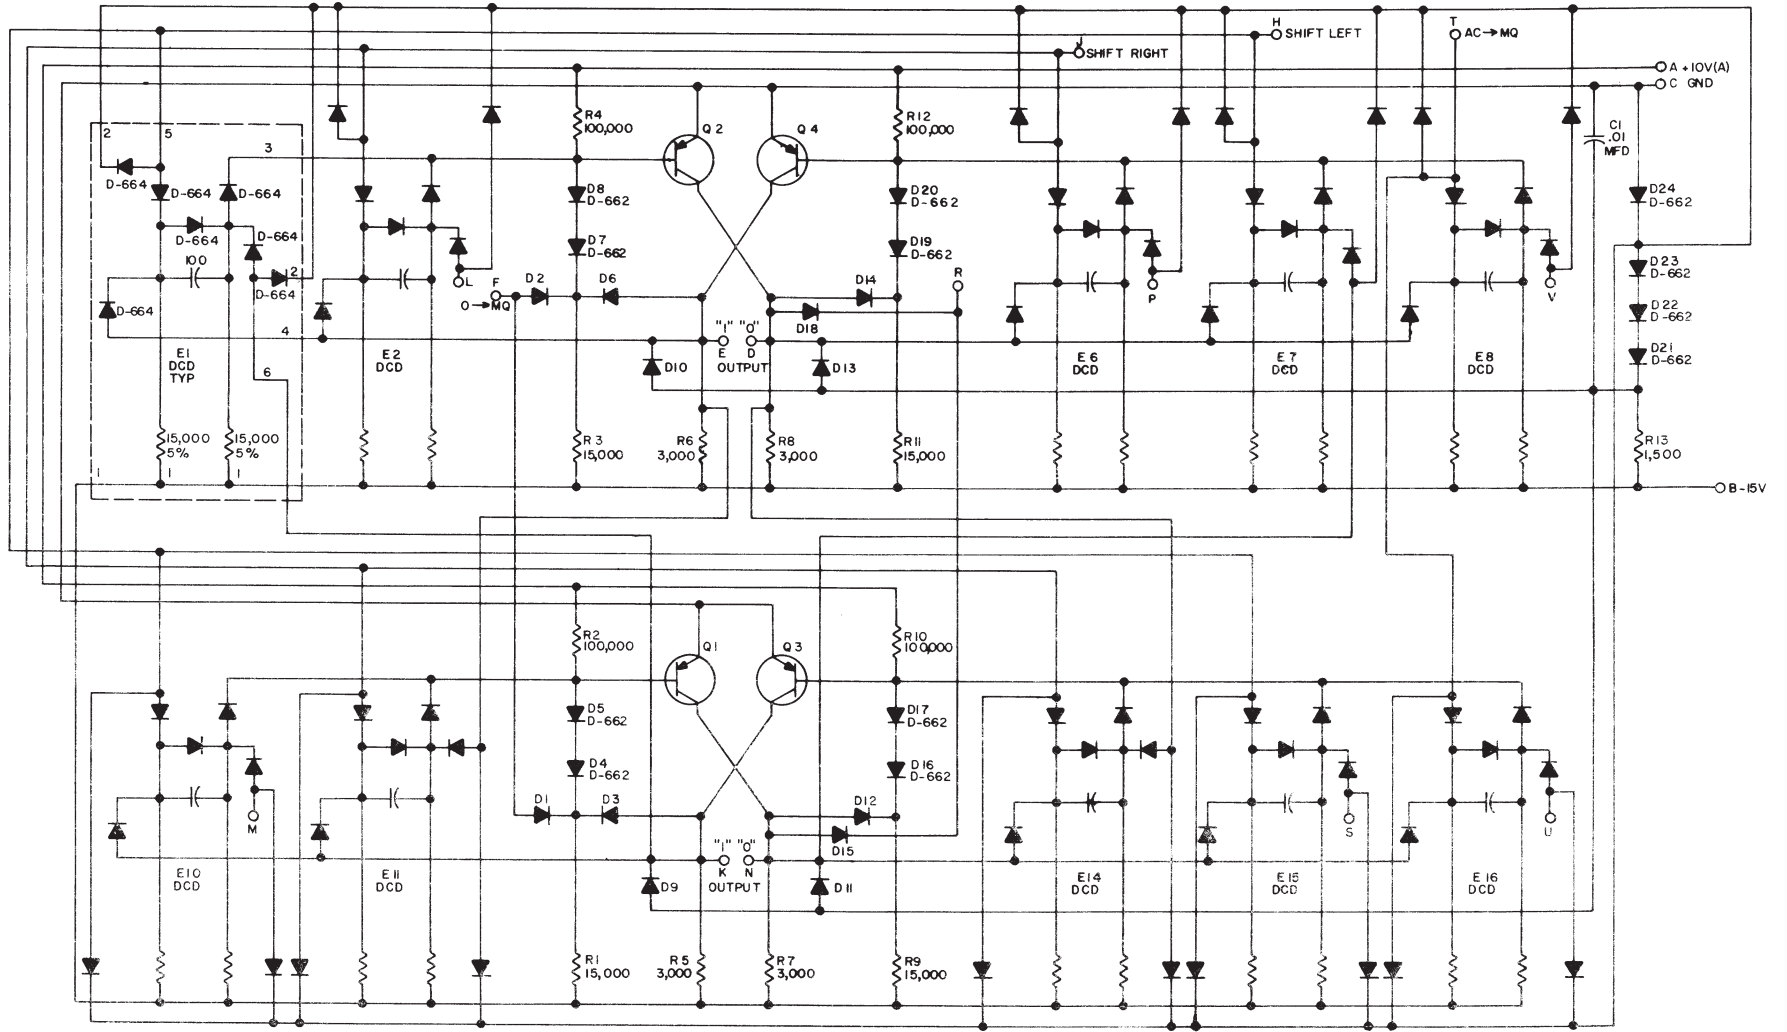 H
SHIFT LEFT
T
AC→MQ
J
SHIFT RIGHT
A +10V(A)
C GND
R4
100,000
Q2
Q4
R12
100,000
C1
.01
MFD
2
5
3
D-664
D-664
D-664
D8
D-662
D20
D-662
D24
D-662
D-664
D-664
D7
D-662
D19
D-662
100
2
D-664
L
F
O→MQ
D2
D6
D14
R
P
V
D23
D-662
D-664
D18
D22
D-662
4
"1" "0"
E D
OUTPUT
D10
D13
D21
D-662
E1
DCD
TYP
E2
DCD
E6
DCD
E7
DCD
E8
DCD
6
15,000
5%
15,000
5%
R3
15,000
R6
3,000
R8
3,000
R11
15,000
R13
1,500
1
1
1
B-15V
R2
100,000
Q1
Q3
R10
100,000
D5
D-662
D17
D-662
D4
D-662
D16
D-662
D1
D3
D12
M
S
U
D15
"1" "0"
K N
OUTPUT
E10
DCD
E11
DCD
D9
D11
E14
DCD
E15
DCD
E16
DCD
R1
15,000
R5
3,000
R7
3,000
R9
15,000